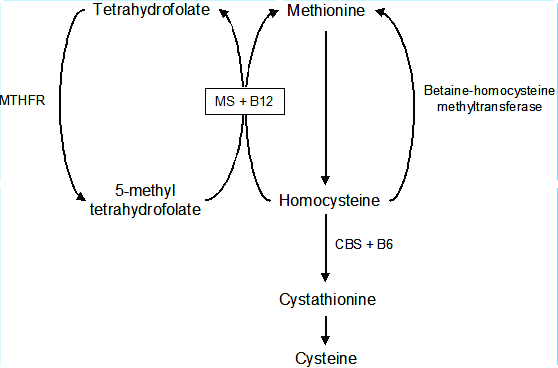 Tetrahydrofolate
Methionine
MTHFR
MS + B12
Betaine-homocysteine
methyltransferase
5-methyl
tetrahydrofolate
Homocysteine
CBS + B6
Cystathionine
Cysteine